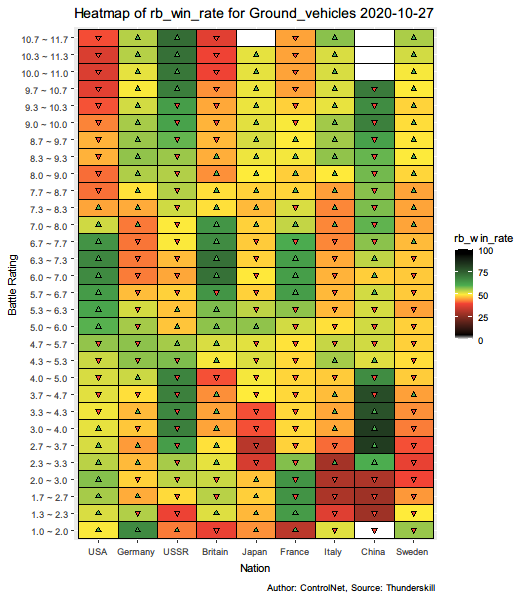 Heatmap of rb_win_rate for Ground_vehicles 2020-10-27
Battle Rating
10.7 ~ 11.7
10.3 ~ 11.3
10.0 ~ 11.0
9.7 ~ 10.7
9.3 ~ 10.3
9.0 ~ 10.0
8.7 ~ 9.7
8.3 ~ 9.3
8.0 ~ 9.0
7.7 ~ 8.7
7.3 ~ 8.3
7.0 ~ 8.0
6.7 ~ 7.7
6.3 ~ 7.3
6.0 ~ 7.0
5.7 ~ 6.7
5.3 ~ 6.3
5.0 ~ 6.0
4.7 ~ 5.7
4.3 ~ 5.3
4.0 ~ 5.0
3.7 ~ 4.7
3.3 ~ 4.3
3.0 ~ 4.0
2.7 ~ 3.7
2.3 ~ 3.3
2.0 ~ 3.0
1.7 ~ 2.7
1.3 ~ 2.3
1.0 ~ 2.0
USA Germany USSR Britain Japan France Italy China Sweden
Nation
rb_win_rate
100
75
50
25
0
Author: ControlNet, Source: Thunderskill